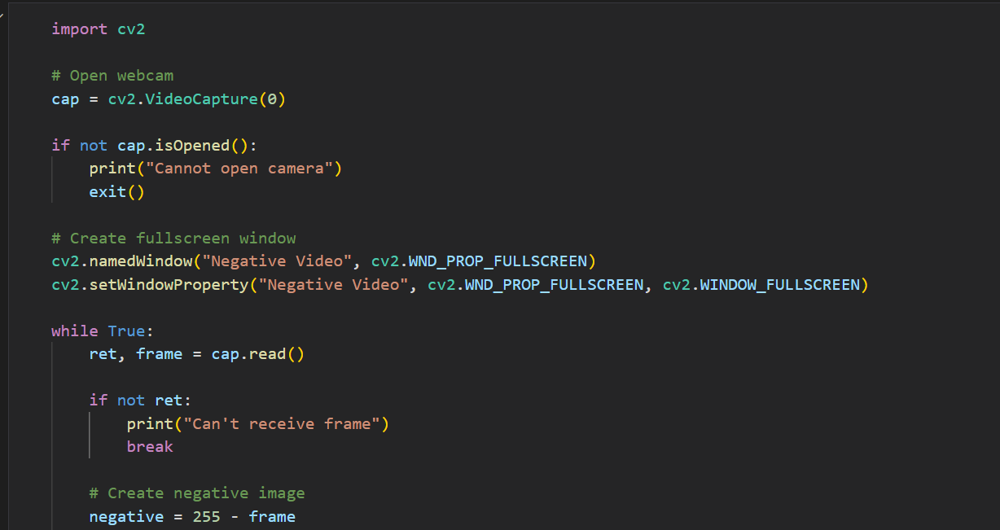 import cv2
# Open webcam
cap = cv2.VideoCapture(0)
if not cap.isOpened():
    print("Cannot open camera")
    exit()
# Create fullscreen window
cv2.namedWindow("Negative Video", cv2.WND_PROP_FULLSCREEN)
cv2.setWindowProperty("Negative Video", cv2.WND_PROP_FULLSCREEN, cv2.WINDOW_FULLSCREEN)
while True:
    ret, frame = cap.read()
    if not ret:
        print("Can't receive frame")
        break
    # Create negative image
    negative = 255 - frame